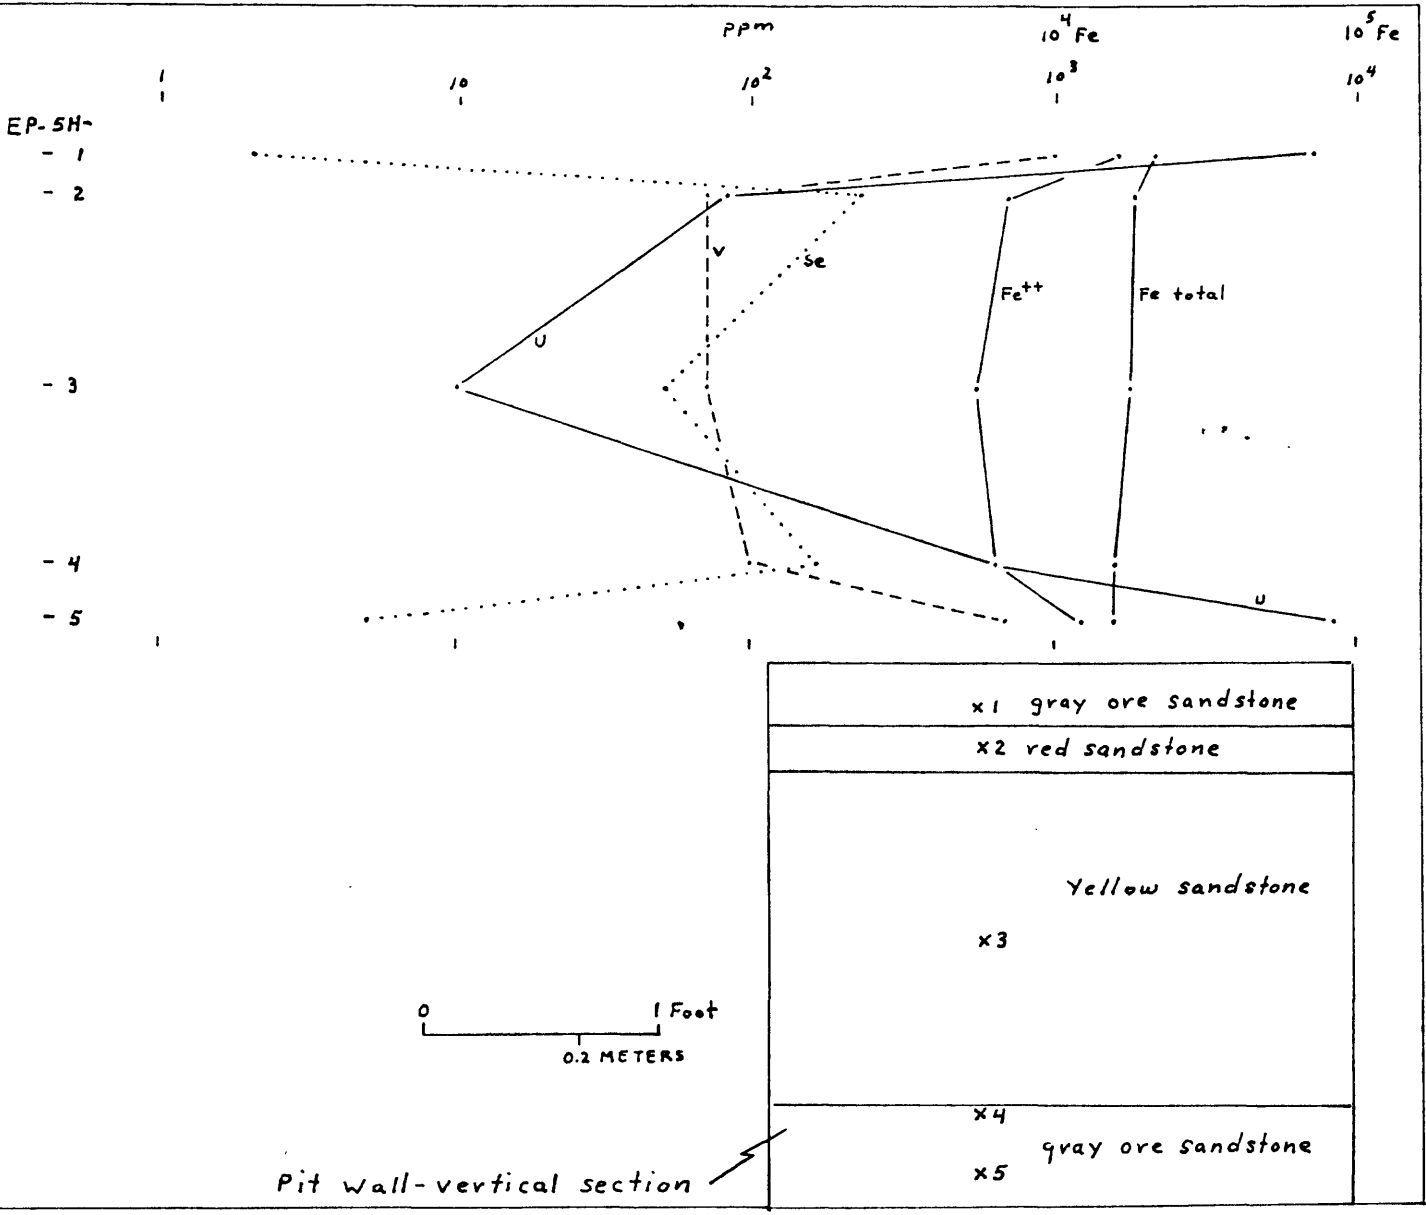 ppm 10⁴ Fe 10⁵ Fe
1 10 10² 10³ 10⁴
EP-5H-
- 1
- 2
V
Se
Fe⁺⁺ Fe total
U
- 3
- 4
U
- 5
x1 gray ore sandstone
x2 red sandstone
Yellow sandstone
x3
0 1 Foot
0.2 METERS
x4
gray ore sandstone
x5
Pit wall-vertical section